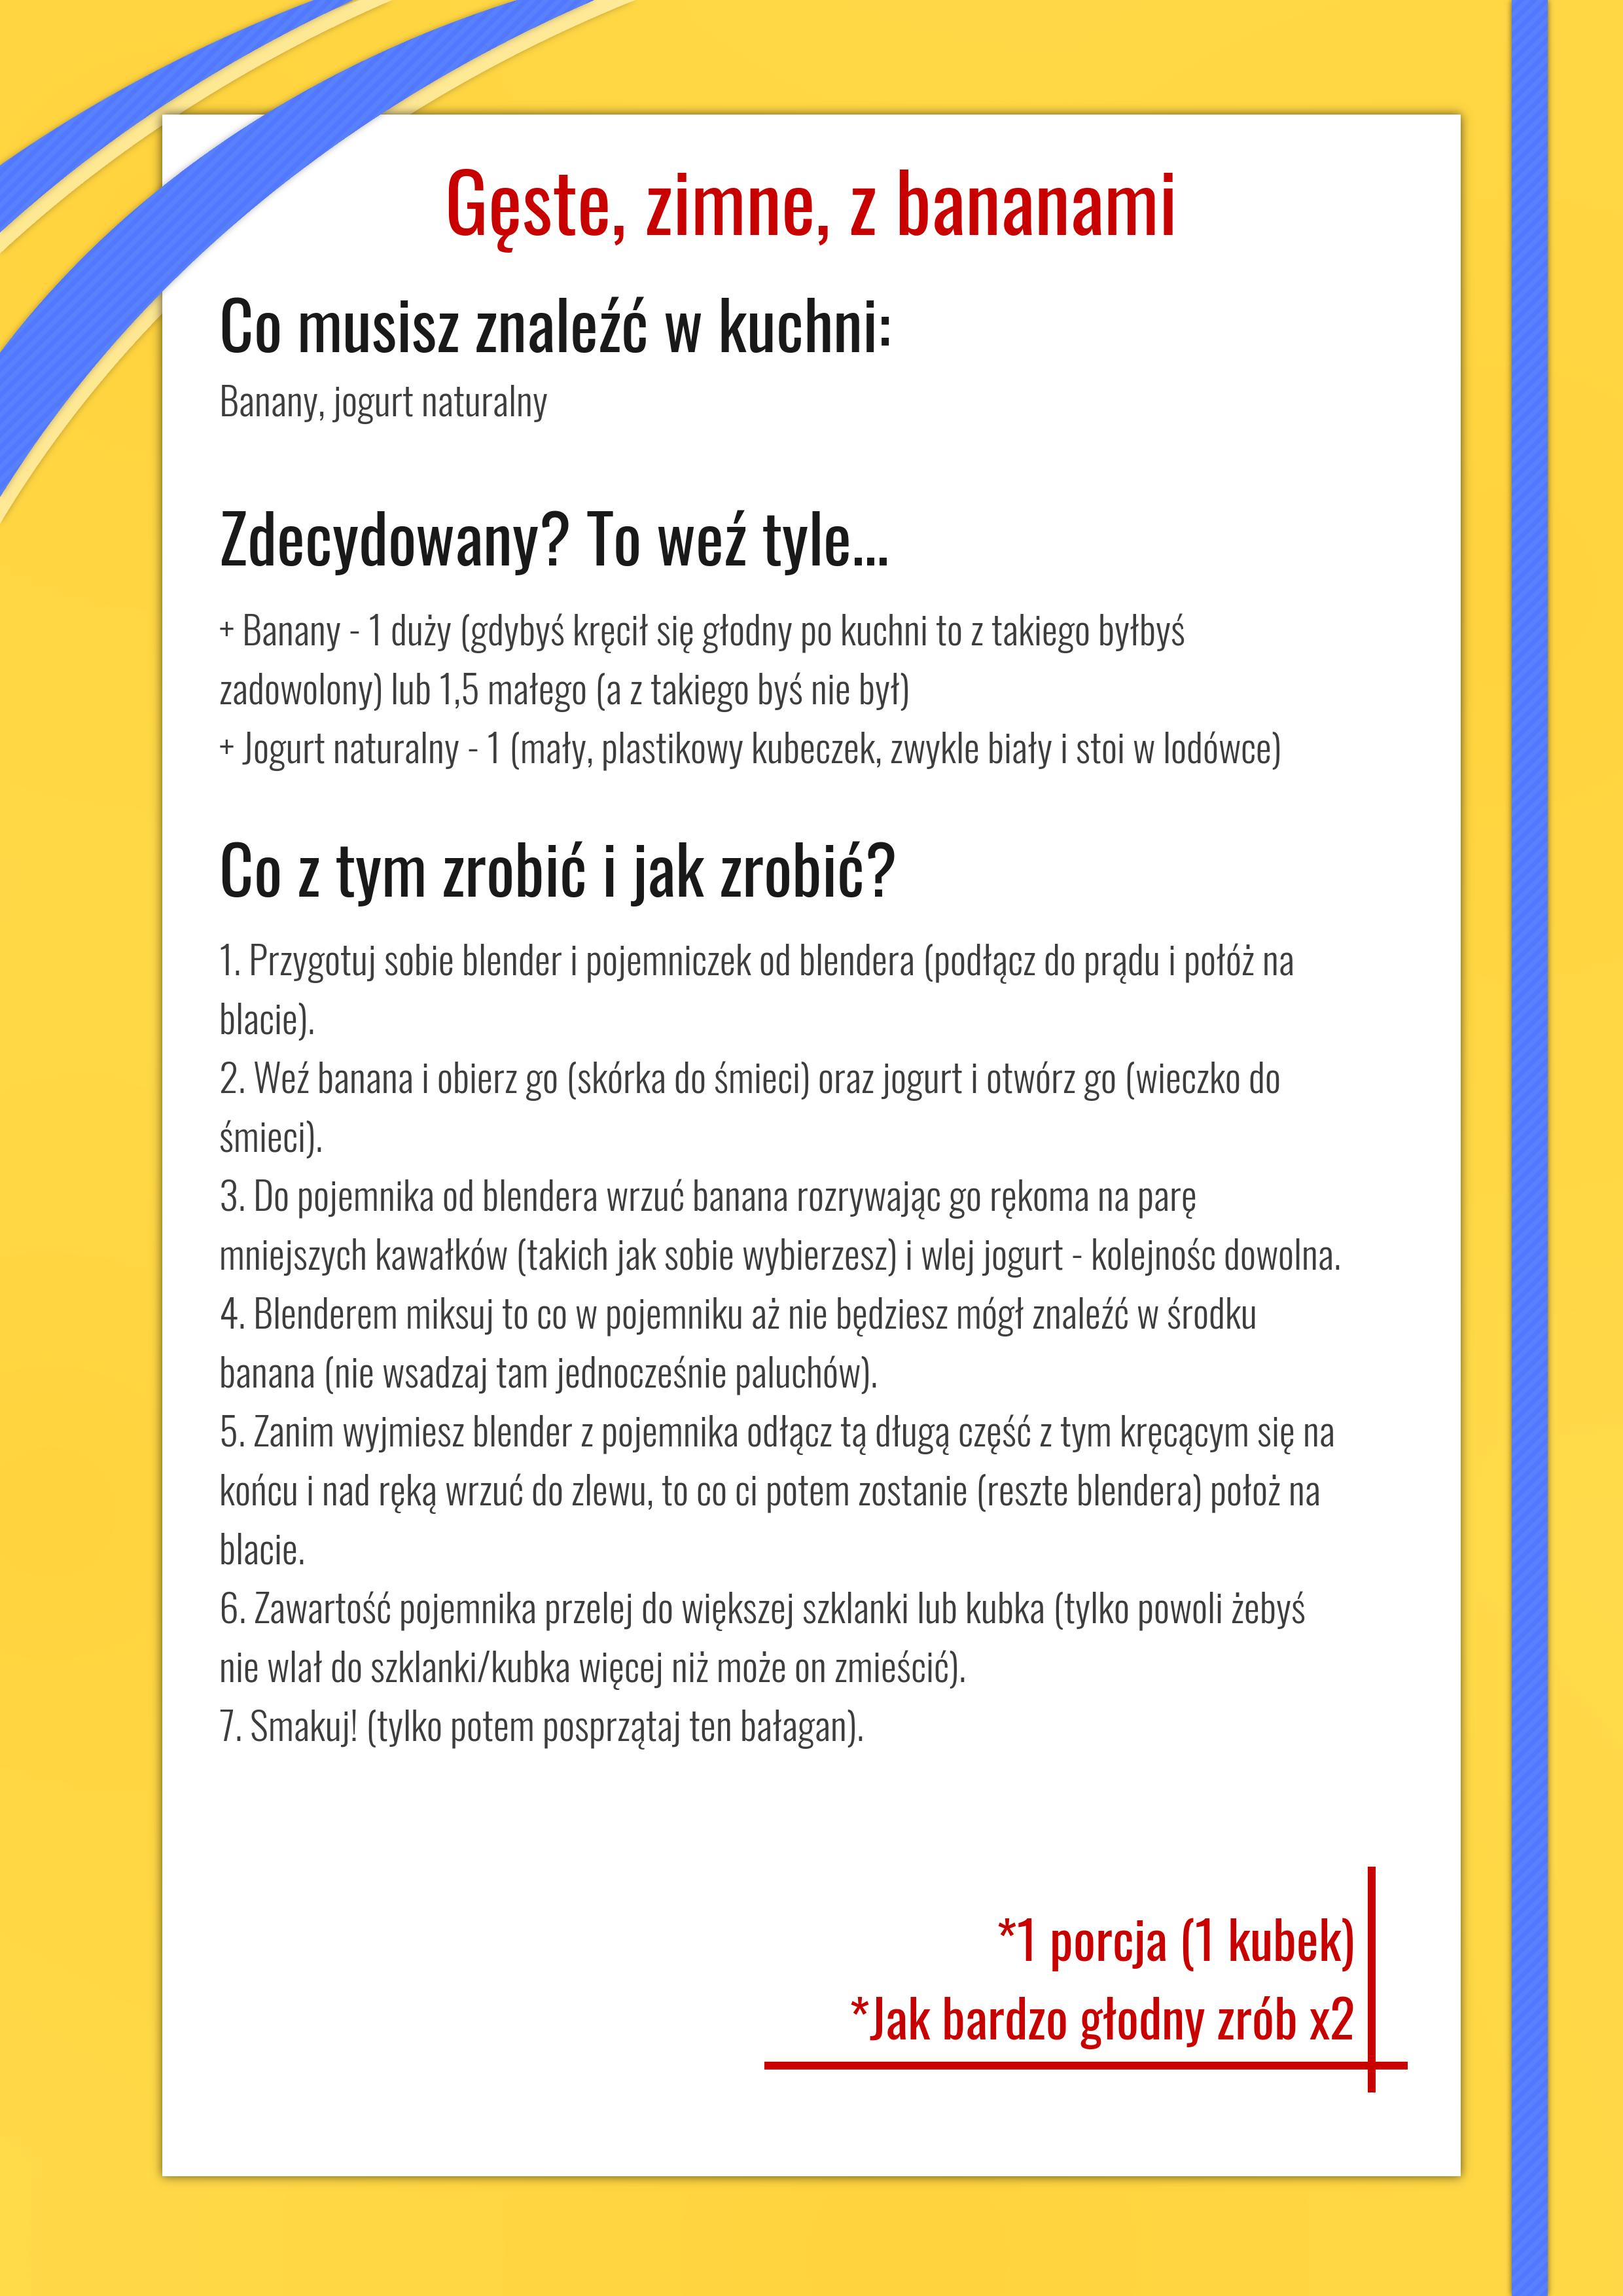 Gęste, zimne, z bananami
Co musisz znaleźć w kuchni:
Banany, jogurt naturalny
Zdecydowany? To weź tyle...
+ Banany - 1 duży (gdybyś kręcił się głodny po kuchni to z takiego byłbyś
zadowolony) lub 1,5 małego (a z takiego byś nie był)
+ Jogurt naturalny - 1 (mały, plastikowy kubeczek, zwykle biały i stoi w lodówce)
Co z tym zrobić i jak zrobić?
1. Przygotuj sobie blender i pojemniczek od blendera (podłącz do prądu i połóż na
blacie).
2. Weź banana i obierz go (skórka do śmieci) oraz jogurt i otwórz go (wieczko do
śmieci).
3. Do pojemnika od blendera wrzuć banana rozrywając go rękoma na parę
mniejszych kawałków (takich jak sobie wybierzesz) i wlej jogurt - kolejnośc dowolna.
4. Blenderem miksuj to co w pojemniku aż nie będziesz mógł znaleźć w środku
banana (nie wsadzaj tam jednocześnie paluchów).
5. Zanim wyjmiesz blender z pojemnika odłącz tą długą część z tym kręcącym się na
końcu i nad ręką wrzuć do zlewu, to co ci potem zostanie (reszte blendera) położ na
blacie.
6. Zawartość pojemnika przelej do większej szklanki lub kubka (tylko powoli żebyś
nie wlał do szklanki/kubka więcej niż może on zmieścić).
7. Smakuj! (tylko potem posprzątaj ten bałagan).
*1 porcja (1 kubek)
*Jak bardzo głodny zrób x2